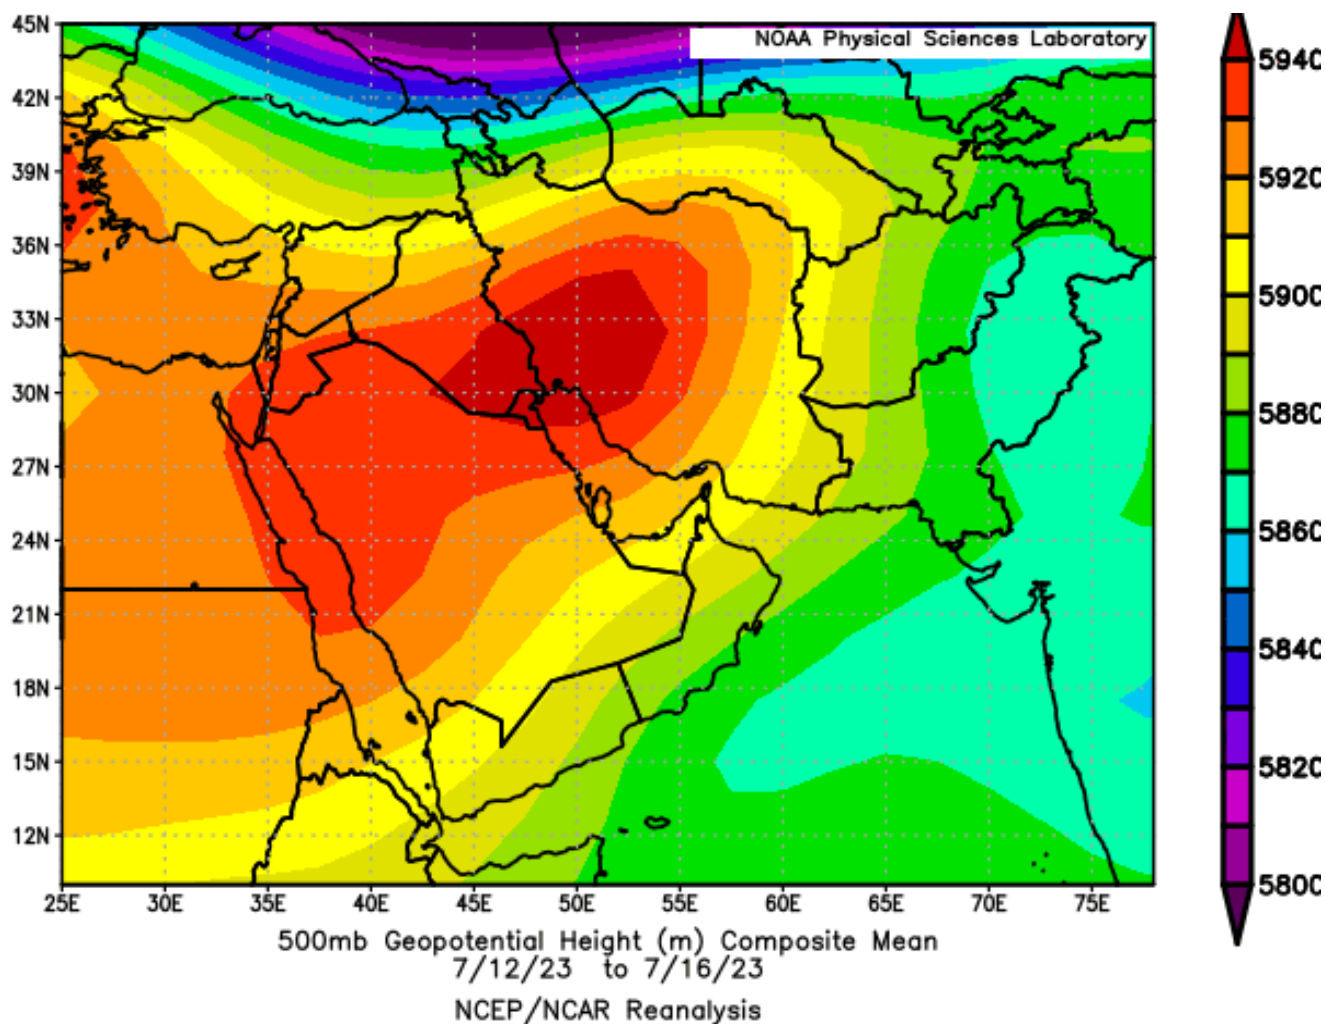 45N
NOAA Physical Sciences Laboratory
42N
39N
36N
33N
30N
27N
24N
21N
18N
15N
12N
25E 30E 35E 40E 45E 50E 55E 60E 65E 70E 75E
5940
5920
5900
5880
5860
5840
5820
5800
500mb Geopotential Height (m) Composite Mean
7/12/23 to 7/16/23
NCEP/NCAR Reanalysis